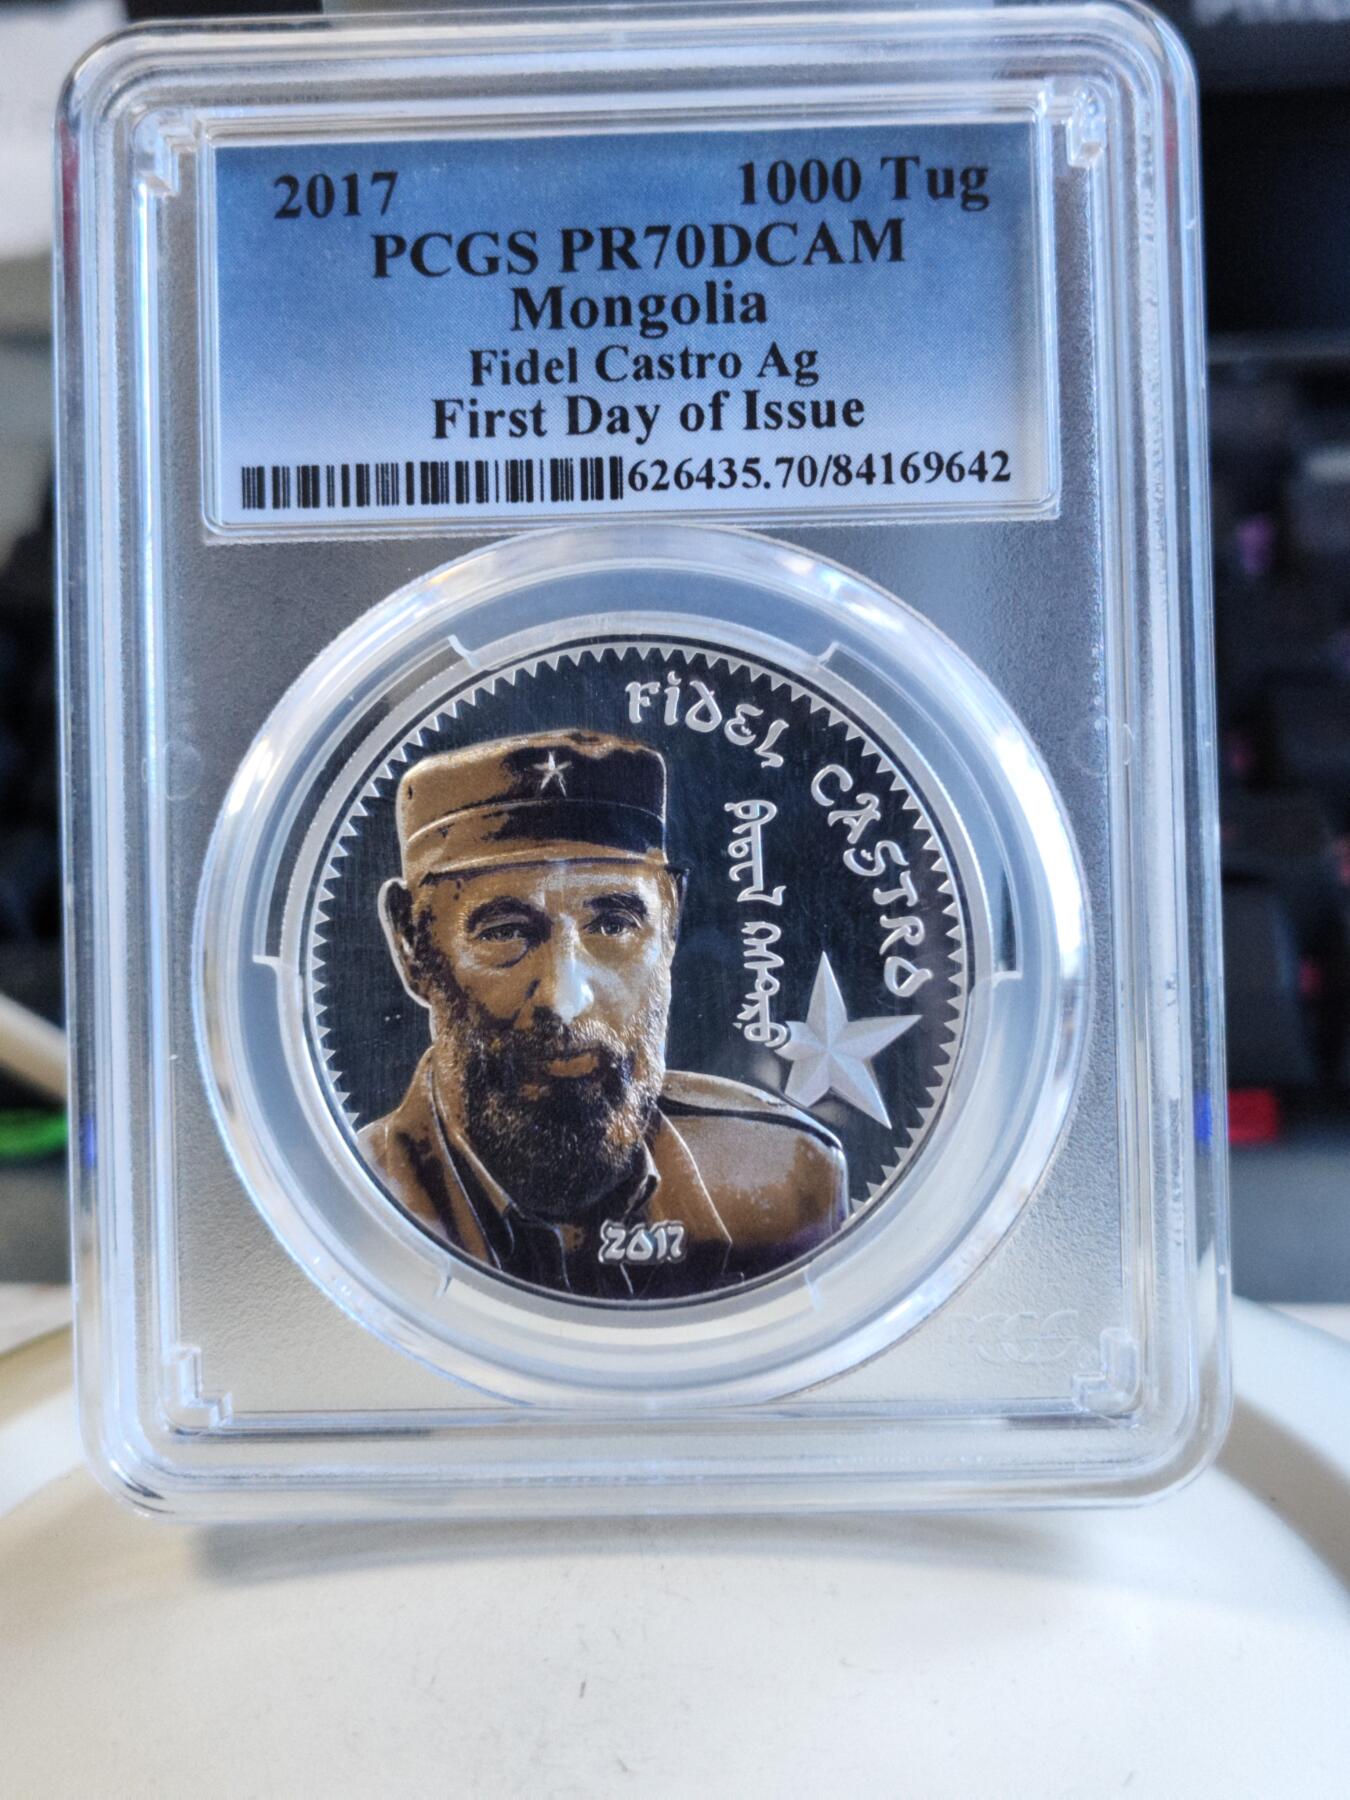 2017 1000 Tug
PCGS PR70DCAM
Mongolia
Fidel Castro Ag
First Day of Issue
626435.70/84169642
FIDEL CASTRO
2017
PCGS